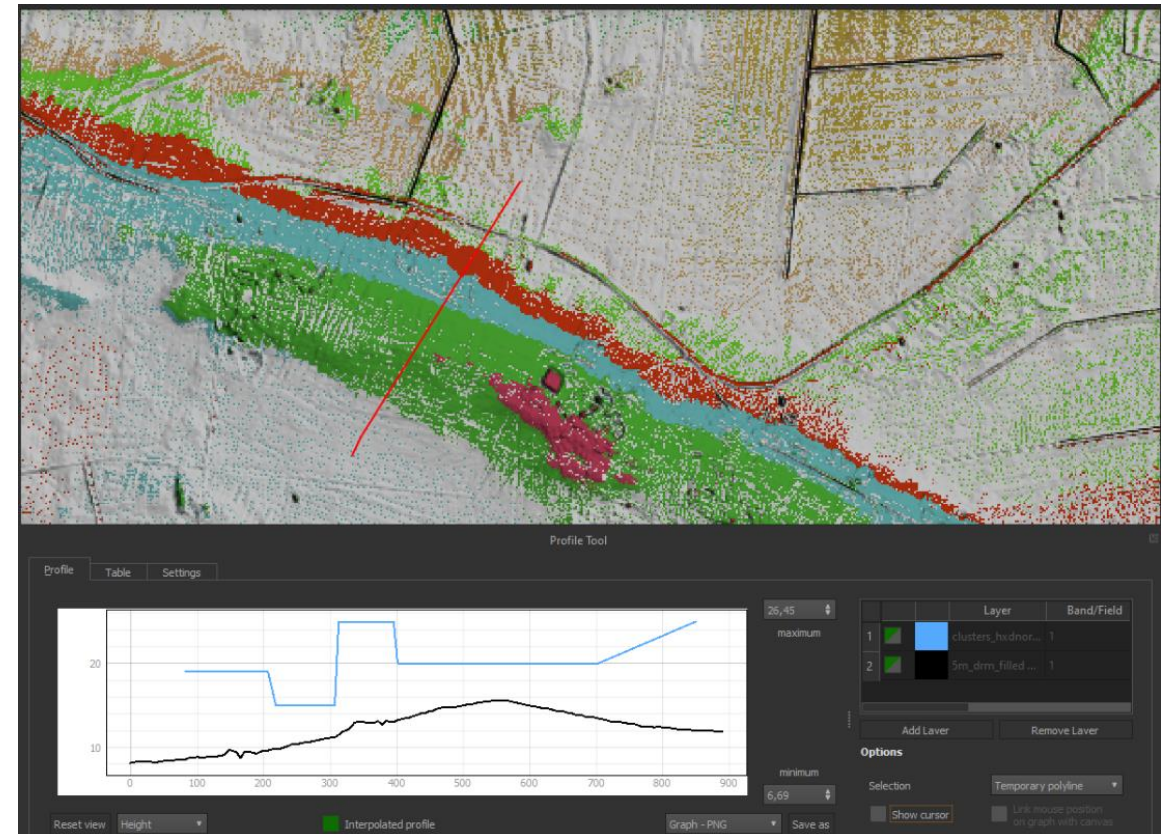 Profile Tool
Profile Table Settings
26,45
maximum
20
10
0 100 200 300 400 500 600 700 800 900
minimum
6,69
Layer Band/Field
1 clusters_hxdnor... 1
2 5m_drm_filled ... 1
Add Layer Remove Layer
Options
Selection Temporary polyline
Show cursor
Link mouse position
on graph with canvas
Reset view Height Interpolated profile Graph - PNG Save as